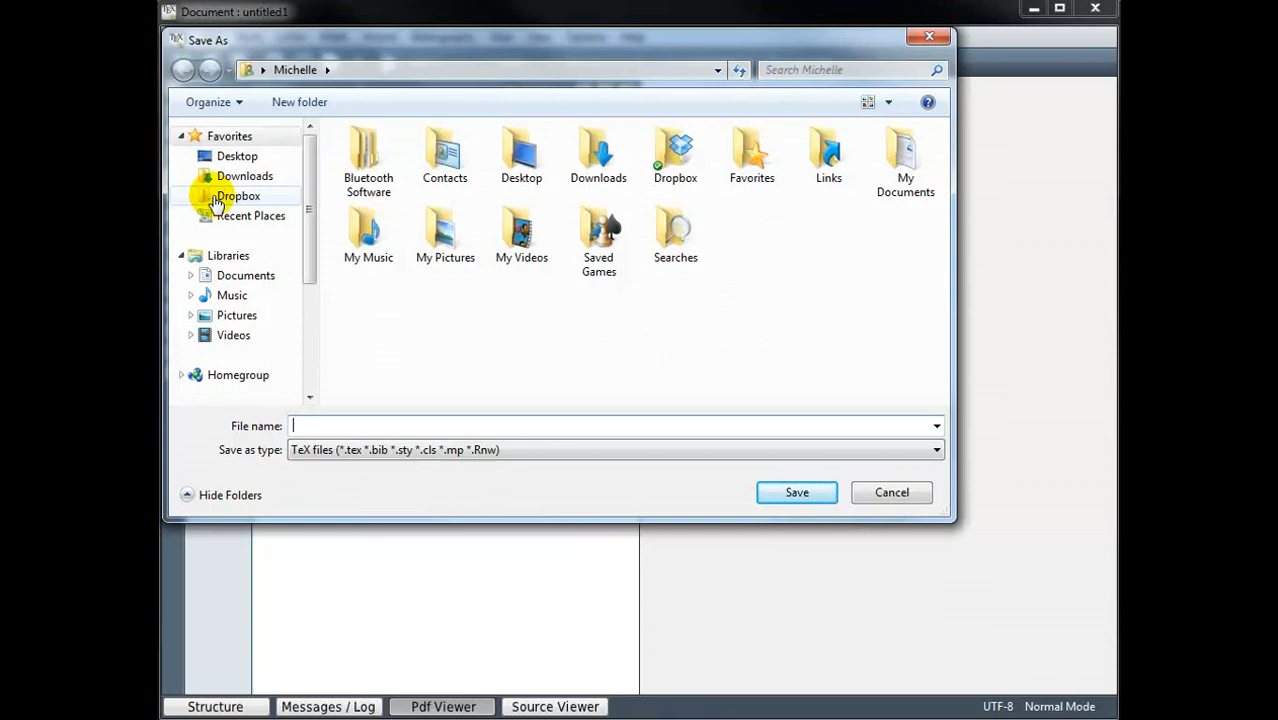 Document : untitled1
Save As
Michelle
Search Michelle
Organize
New folder
Favorites
Desktop
Downloads
Dropbox
Recent Places
Libraries
Documents
Music
Pictures
Videos
Homegroup
Bluetooth Software
Contacts
Desktop
Downloads
Dropbox
Favorites
Links
My Documents
My Music
My Pictures
My Videos
Saved Games
Searches
File name:
Save as type: TeX files (*.tex *.bib *.sty *.cls *.mp *.Rnw)
Hide Folders
Save
Cancel
Structure
Messages / Log
Pdf Viewer
Source Viewer
UTF-8
Normal Mode